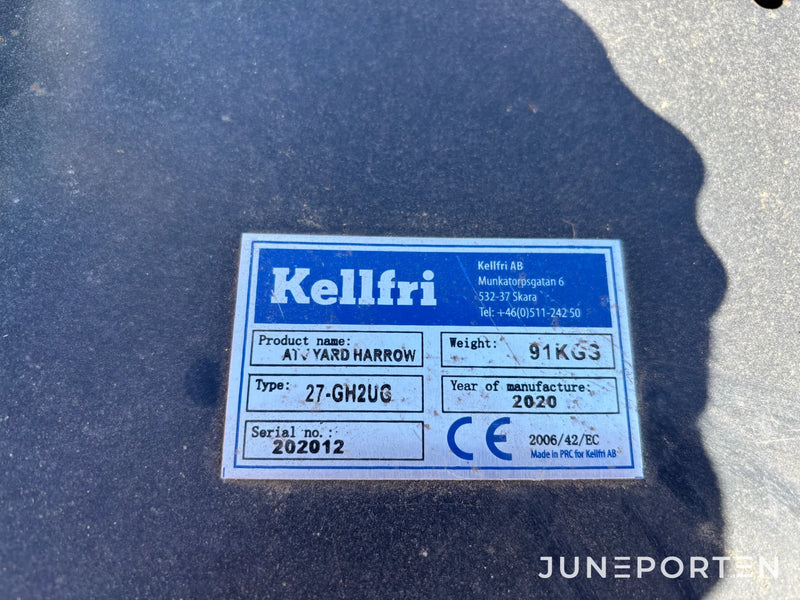 Kellfri
Kellfri AB
Munkatorpsgatan 6
532-37 Skara
Tel: +46(0)511-242 50
Product name:
ATV YARD HARROW
Weight:
91KGS
Type:
27-GH2UG
Year of manufacture:
2020
Serial no.:
202012
CE
2006/42/EC
Made in PRC for Kellfri AB
JUNEPORTEN